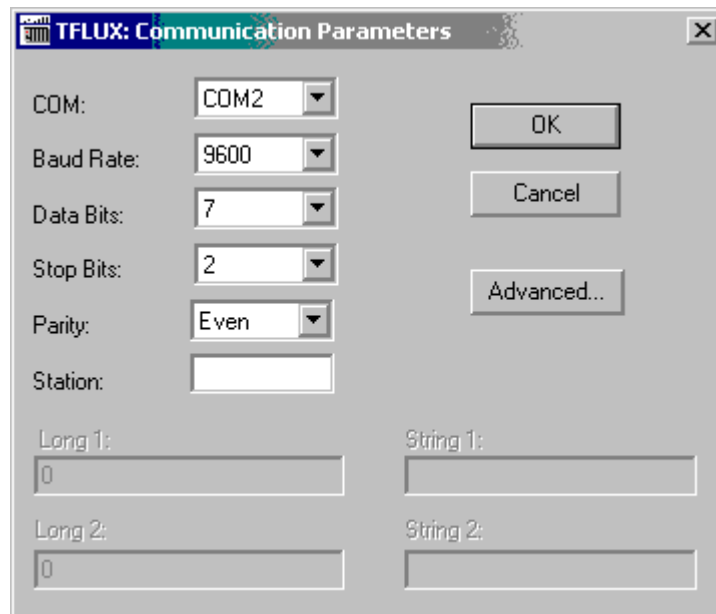 TFLUX: Communication Parameters
COM: COM2
Baud Rate: 9600
Data Bits: 7
Stop Bits: 2
Parity: Even
Station:
OK
Cancel
Advanced...
Long 1: String 1:
0
Long 2: String 2:
0